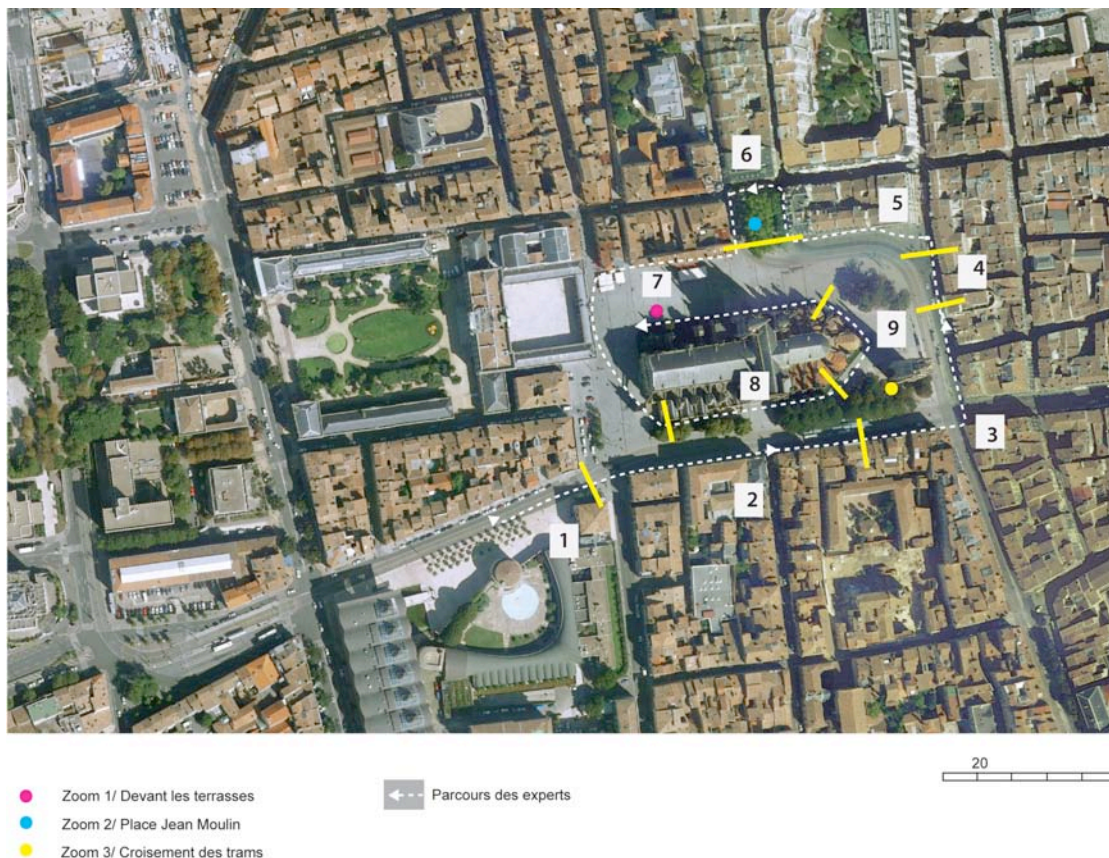 6
5
7
4
9
8
3
2
1
20
Zoom 1/ Devant les terrasses
Parcours des experts
Zoom 2/ Place Jean Moulin
Zoom 3/ Croisement des trams